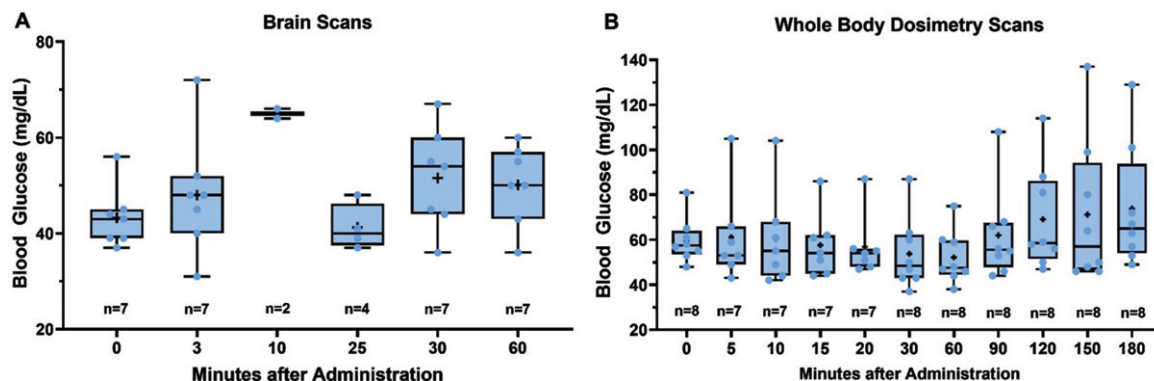 A
Brain Scans
Blood Glucose (mg/dL)
80
60
40
20
n=7 n=7 n=2 n=4 n=7 n=7
0 3 10 25 30 60
Minutes after Administration
B
Whole Body Dosimetry Scans
Blood Glucose (mg/dL)
140
120
100
80
60
40
20
n=8 n=7 n=7 n=7 n=7 n=8 n=8 n=8 n=8 n=8 n=8
0 5 10 15 20 30 60 90 120 150 180
Minutes after Administration